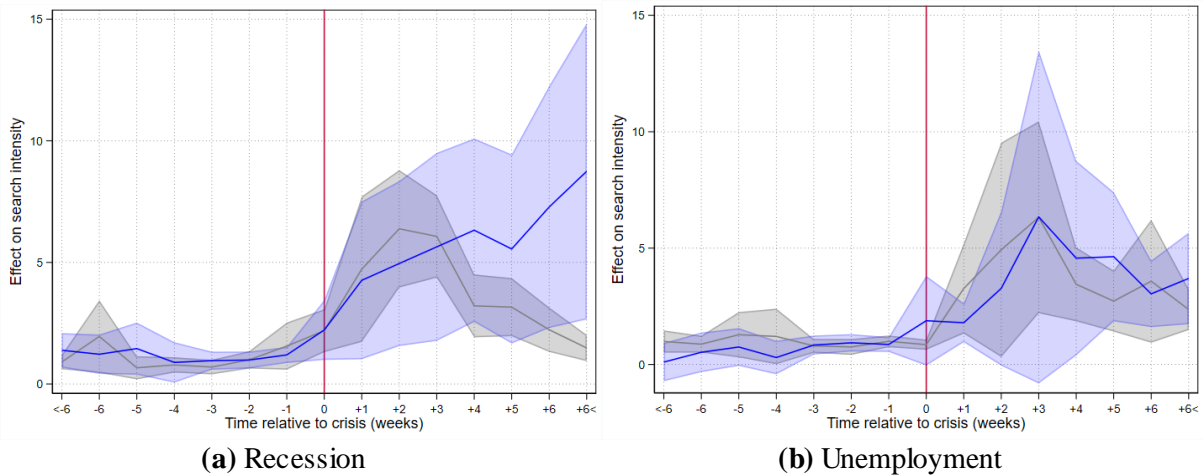 15
10
5
0
Effect on search intensity
<-6 -6 -5 -4 -3 -2 -1 0 +1 +2 +3 +4 +5 +6 +6<
Time relative to crisis (weeks)
(a) Recession
15
10
5
0
Effect on search intensity
<-6 -6 -5 -4 -3 -2 -1 0 +1 +2 +3 +4 +5 +6 +6<
Time relative to crisis (weeks)
(b) Unemployment